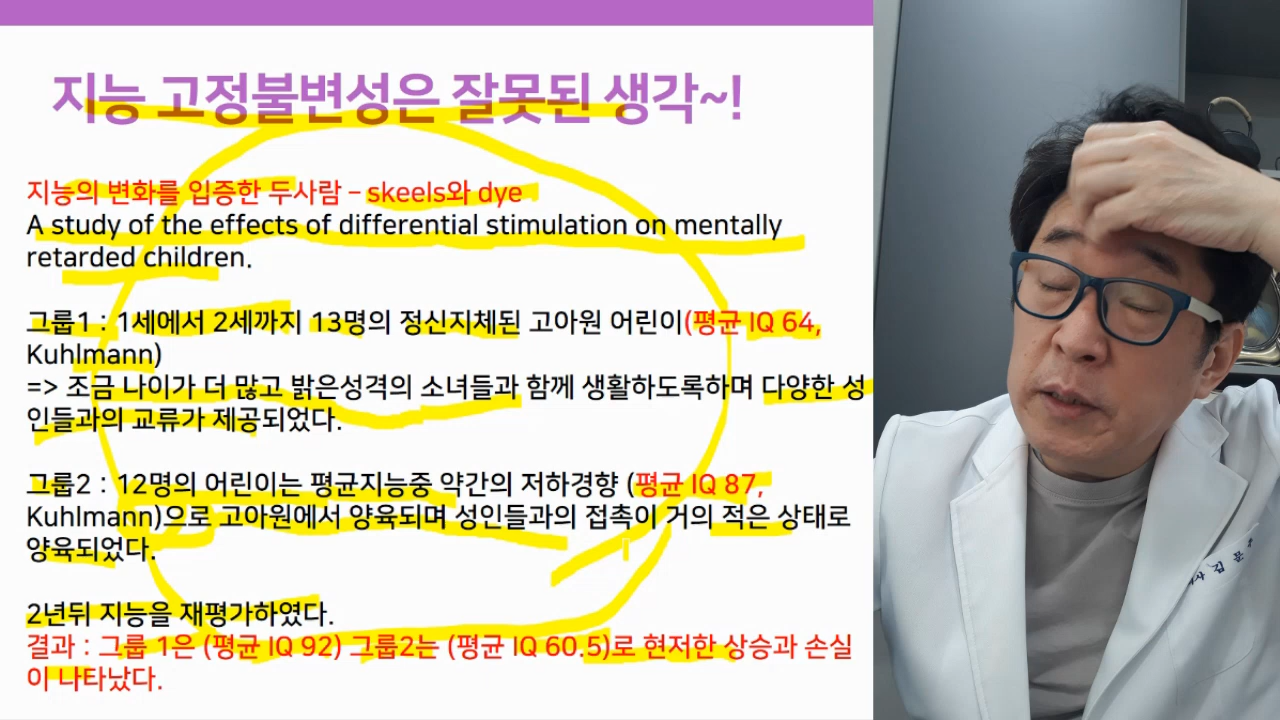 지능 고정불변성은 잘못된 생각~!
지능의 변화를 입증한 두사람 – skeels와 dye
A study of the effects of differential stimulation on mentally
retarded children.
그룹1 : 1세에서 2세까지 13명의 정신지체된 고아원 어린이(평균 IQ 64,
Kuhlmann)
=> 조금 나이가 더 많고 밝은성격의 소녀들과 함께 생활하도록하며 다양한 성
인들과의 교류가 제공되었다.
그룹2 : 12명의 어린이는 평균지능중 약간의 저하경향 (평균 IQ 87,
Kuhlmann)으로 고아원에서 양육되며 성인들과의 접촉이 거의 적은 상태로
양육되었다.
2년뒤 지능을 재평가하였다.
결과 : 그룹 1은 (평균 IQ 92) 그룹2는 (평균 IQ 60.5)로 현저한 상승과 손실
이 나타났다.